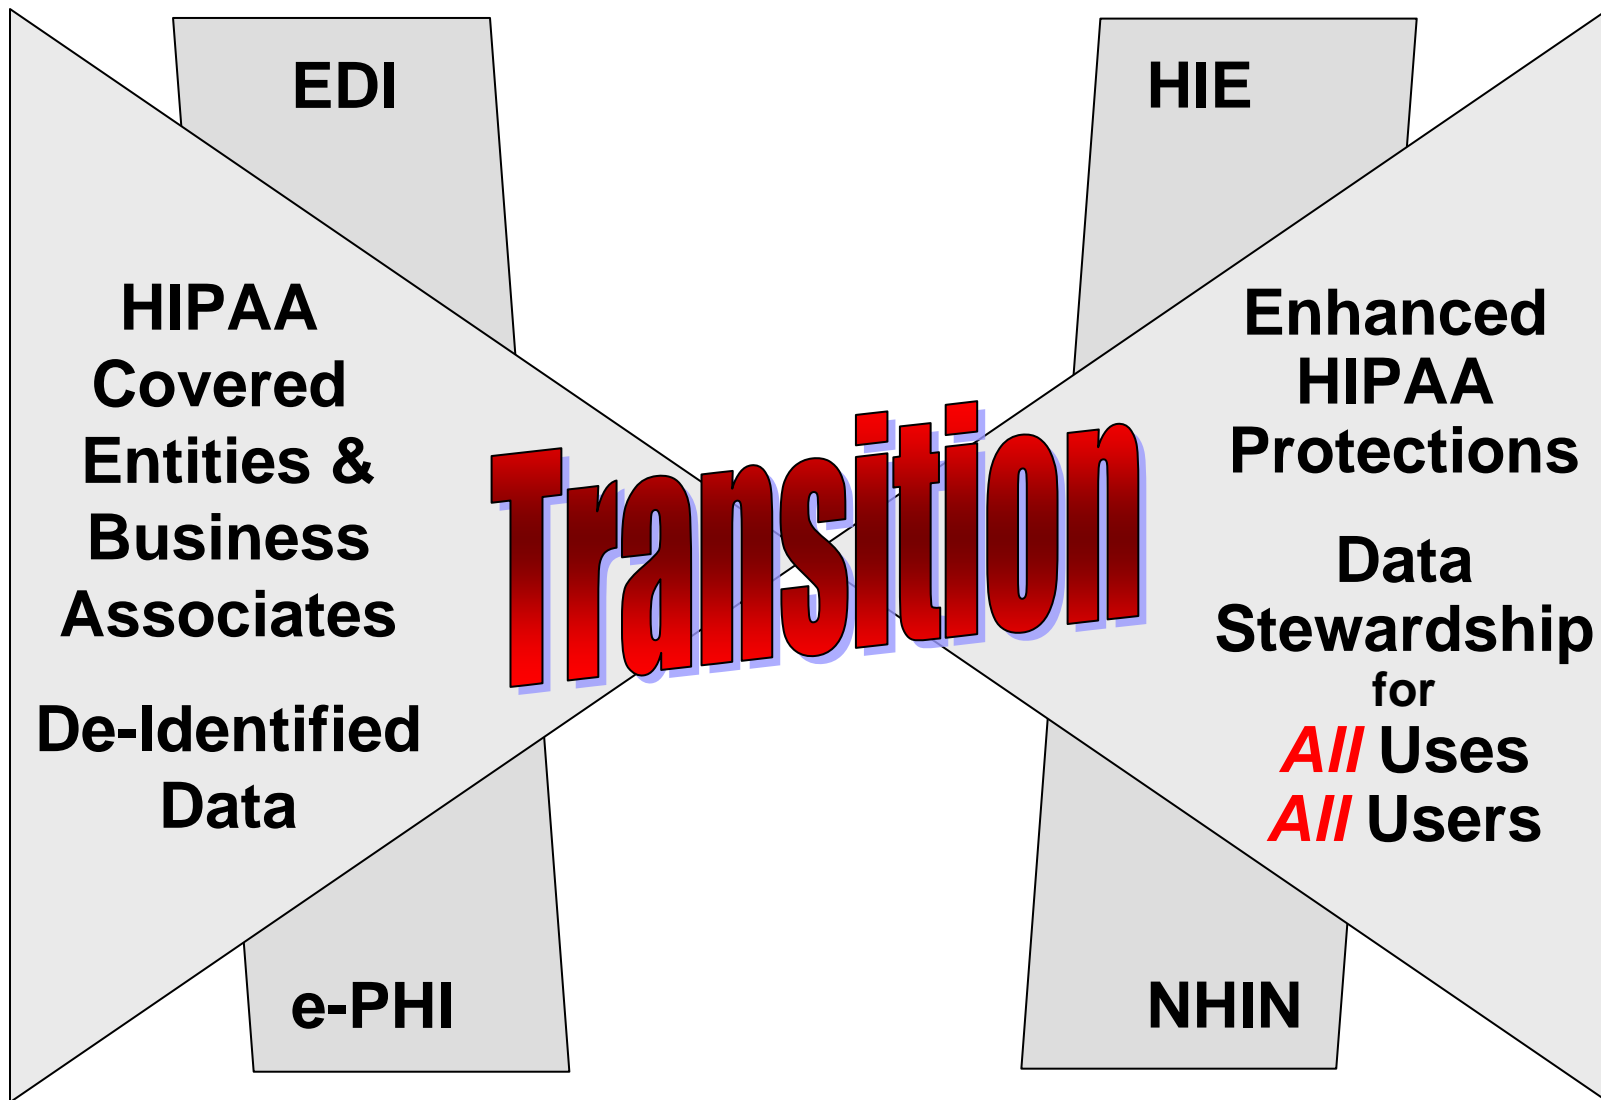 EDI
HIPAA
Covered
Entities &
Business
Associates
De-Identified
Data
e-PHI
Transition
HIE
Enhanced
HIPAA
Protections
Data
Stewardship
for
All Uses
All Users
NHIN